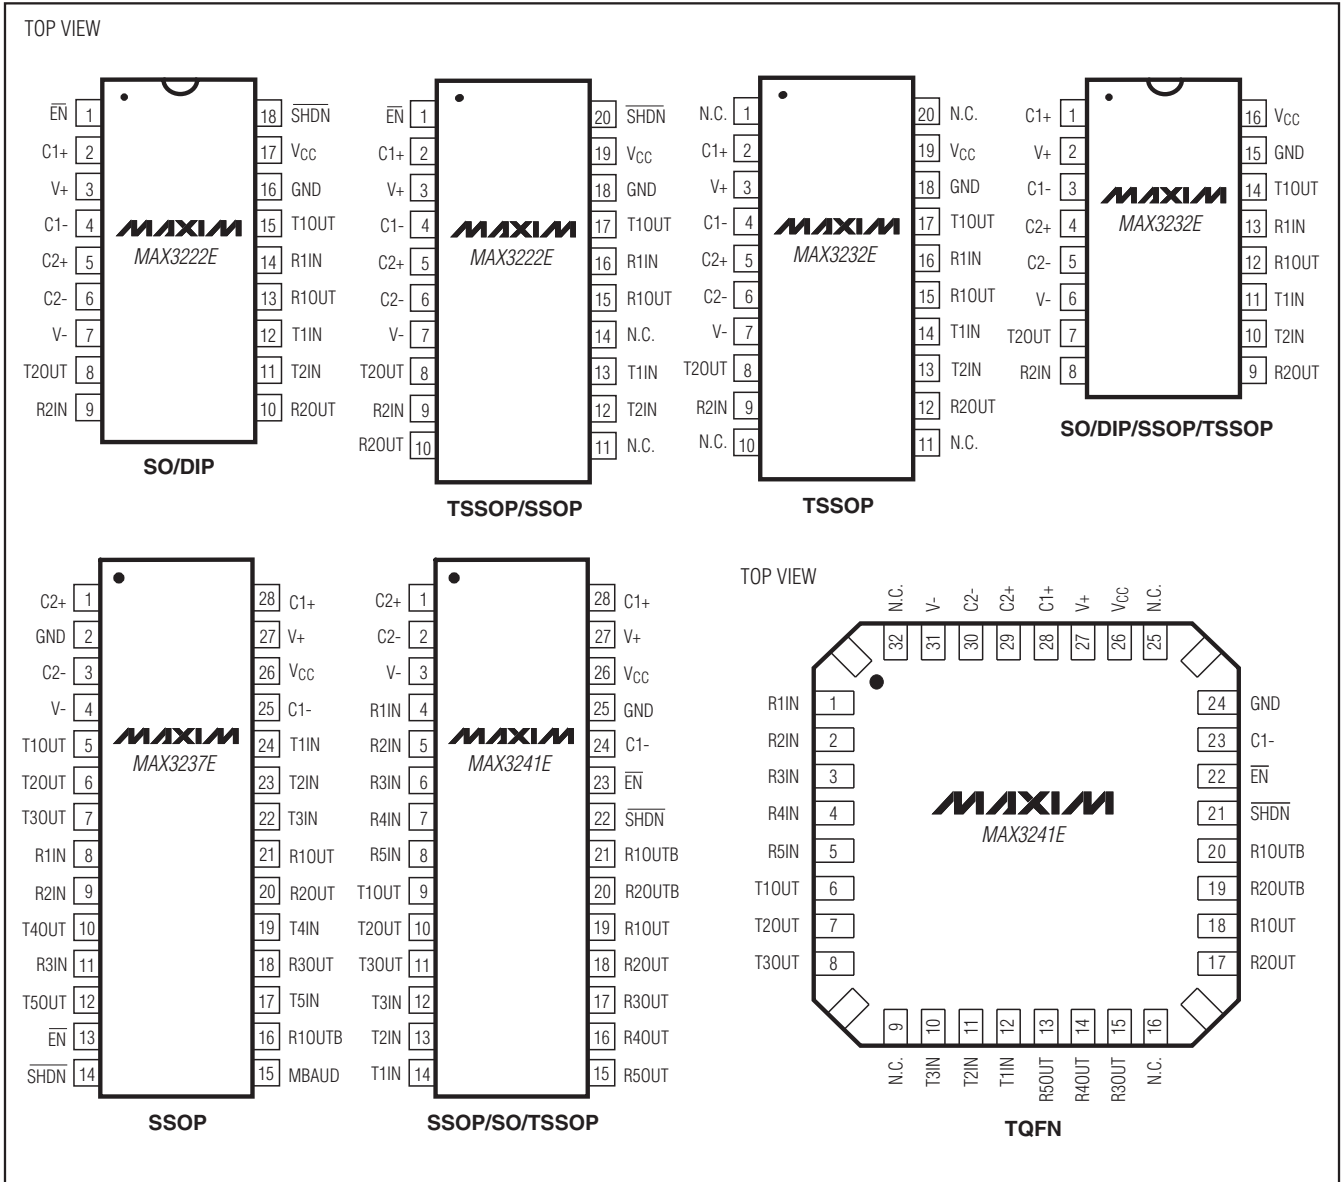 TOP VIEW
EN 1
C1+ 2
V+ 3
C1- 4
C2+ 5
C2- 6
V- 7
T2OUT 8
R2IN 9
18 SHDN
17 VCC
16 GND
15 T1OUT
14 R1IN
13 R1OUT
12 T1IN
11 T2IN
10 R2OUT
MAXIM
MAX3222E
SO/DIP
EN 1
C1+ 2
V+ 3
C1- 4
C2+ 5
C2- 6
V- 7
T2OUT 8
R2IN 9
R2OUT 10
20 SHDN
19 VCC
18 GND
17 T1OUT
16 R1IN
15 R1OUT
14 N.C.
13 T1IN
12 T2IN
11 N.C.
MAXIM
MAX3222E
TSSOP/SSOP
N.C. 1
C1+ 2
V+ 3
C1- 4
C2+ 5
C2- 6
V- 7
T2OUT 8
R2IN 9
N.C. 10
20 N.C.
19 VCC
18 GND
17 T1OUT
16 R1IN
15 R1OUT
14 T1IN
13 T2IN
12 R2OUT
11 N.C.
MAXIM
MAX3232E
TSSOP
C1+ 1
V+ 2
C1- 3
C2+ 4
C2- 5
V- 6
T2OUT 7
R2IN 8
16 VCC
15 GND
14 T1OUT
13 R1IN
12 R1OUT
11 T1IN
10 T2IN
9 R2OUT
MAXIM
MAX3232E
SO/DIP/SSOP/TSSOP
C2+ 1
GND 2
C2- 3
V- 4
T1OUT 5
T2OUT 6
T3OUT 7
R1IN 8
R2IN 9
T4OUT 10
R3IN 11
T5OUT 12
EN 13
SHDN 14
28 C1+
27 V+
26 VCC
25 C1-
24 T1IN
23 T2IN
22 T3IN
21 R1OUT
20 R2OUT
19 T4IN
18 R3OUT
17 T5IN
16 R1OUTB
15 MBAUD
MAXIM
MAX3237E
SSOP
C2+ 1
C2- 2
V- 3
R1IN 4
R2IN 5
R3IN 6
R4IN 7
R5IN 8
T1OUT 9
T2OUT 10
T3OUT 11
T3IN 12
T2IN 13
T1IN 14
28 C1+
27 V+
26 VCC
25 GND
24 C1-
23 EN
22 SHDN
21 R1OUTB
20 R2OUTB
19 R1OUT
18 R2OUT
17 R3OUT
16 R4OUT
15 R5OUT
MAXIM
MAX3241E
SSOP/SO/TSSOP
TOP VIEW
N.C. 32
V- 31
C2- 30
C2+ 29
C1+ 28
V+ 27
VCC 26
N.C. 25
R1IN 1
R2IN 2
R3IN 3
R4IN 4
R5IN 5
T1OUT 6
T2OUT 7
T3OUT 8
24 GND
23 C1-
22 EN
21 SHDN
20 R1OUTB
19 R2OUTB
18 R1OUT
17 R2OUT
MAXIM
MAX3241E
9 N.C.
10 T3IN
11 T2IN
12 T1IN
13 R5OUT
14 R4OUT
15 R3OUT
16 N.C.
TQFN